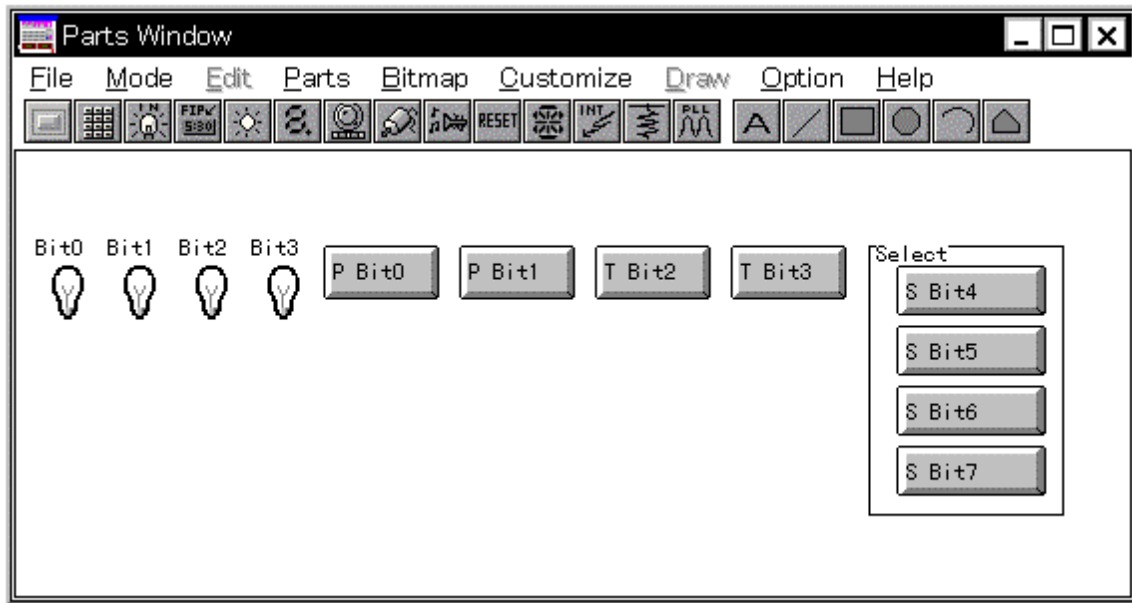 Parts Window
File Mode Edit Parts Bitmap Customize Draw Option Help
IN FIP 5:30 RESET INT PLL A
Bit0 Bit1 Bit2 Bit3 P Bit0 P Bit1 T Bit2 T Bit3 Select
S Bit4
S Bit5
S Bit6
S Bit7